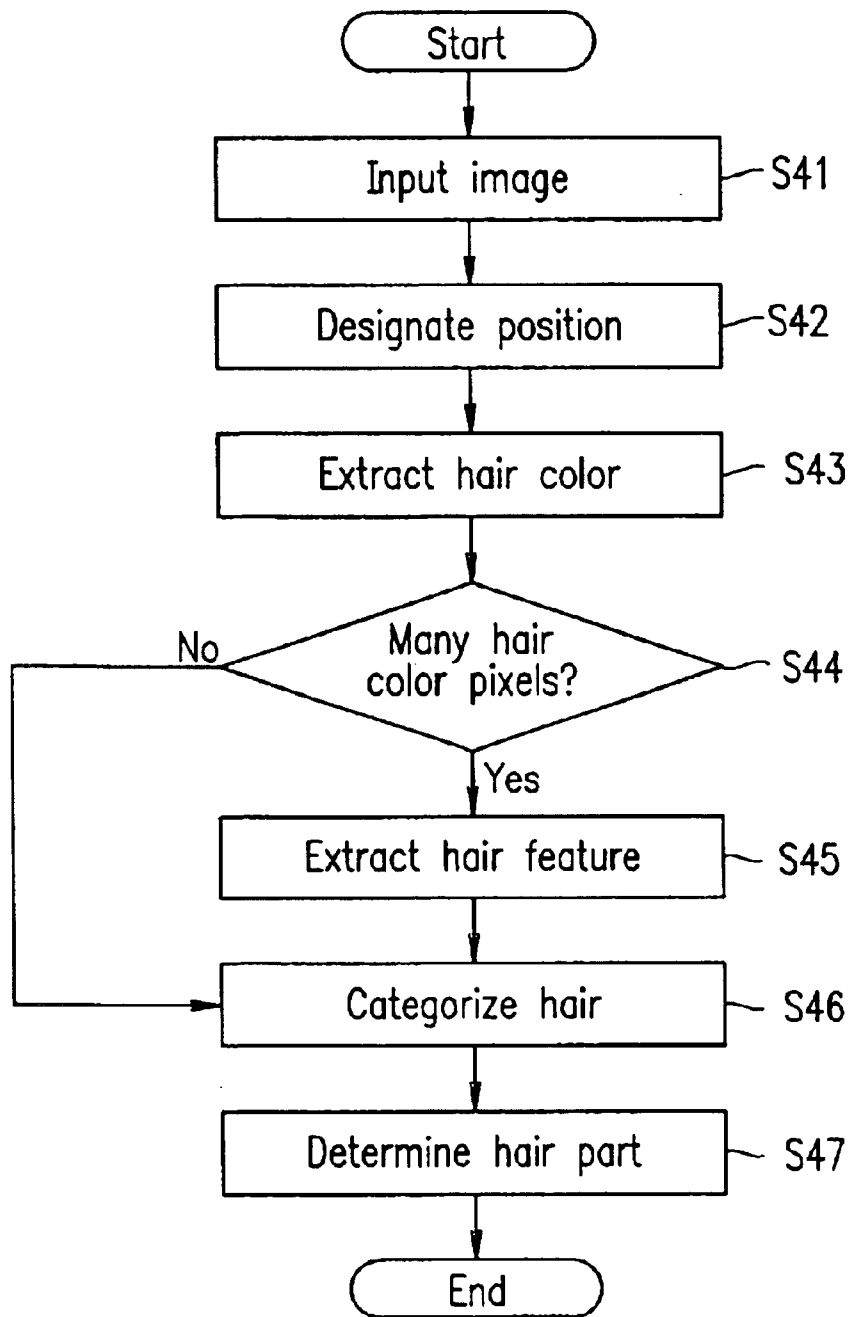 Start
Input image
S41
Designate position
S42
Extract hair color
S43
Many hair
color pixels?
S44
No
Yes
Extract hair feature
S45
Categorize hair
S46
Determine hair part
S47
End